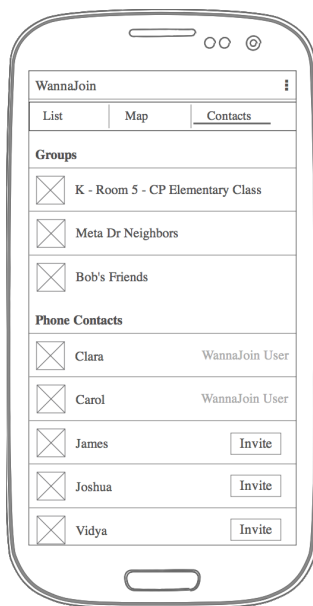 WannaJoin
List Map Contacts
Groups
K - Room 5 - CP Elementary Class
Meta Dr Neighbors
Bob's Friends
Phone Contacts
Clara WannaJoin User
Carol WannaJoin User
James Invite
Joshua Invite
Vidya Invite